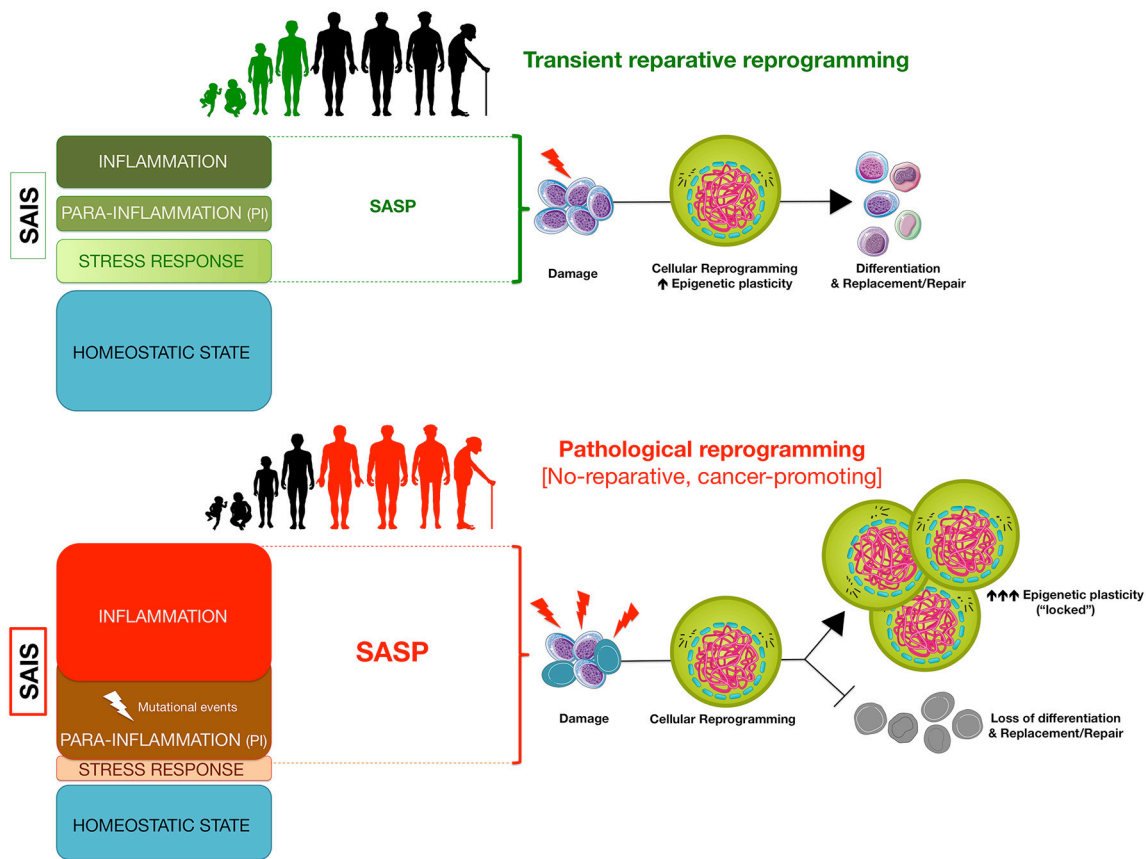 Transient reparative reprogramming
SAIS
INFLAMMATION
PARA-INFLAMMATION (PI)
STRESS RESPONSE
HOMEOSTATIC STATE
SASP
Damage
Cellular Reprogramming
↑ Epigenetic plasticity
Differentiation
& Replacement/Repair
Pathological reprogramming
[No-reparative, cancer-promoting]
SAIS
INFLAMMATION
Mutational events
PARA-INFLAMMATION (PI)
STRESS RESPONSE
HOMEOSTATIC STATE
SASP
Damage
Cellular Reprogramming
↑↑↑ Epigenetic plasticity
(“locked”)
Loss of differentiation
& Replacement/Repair